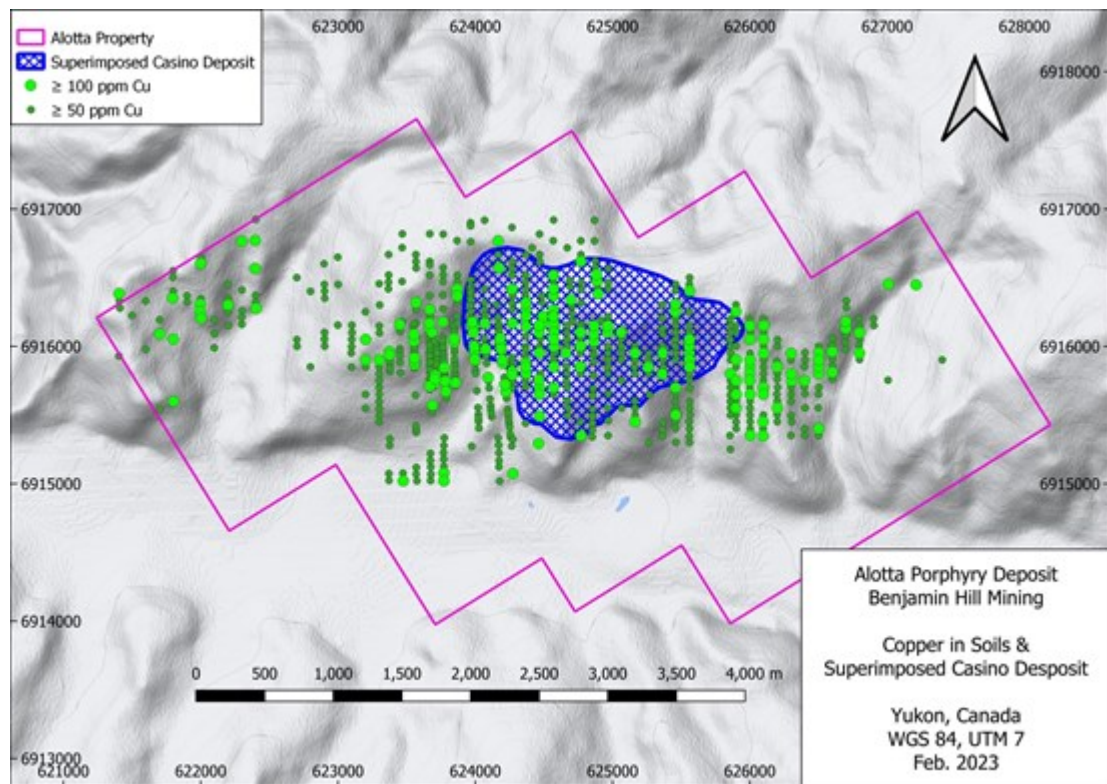 623000 624000 625000 626000 627000 628000
Alotta Property
Superimposed Casino Deposit
≥ 100 ppm Cu
≥ 50 ppm Cu
6918000
6917000 6917000
6916000 6916000
6915000 6915000
6914000
0 500 1,000 1,500 2,000 2,500 3,000 3,500 4,000 m
6913000
621000 622000 623000 624000 625000 626000
Alotta Porphyry Deposit
Benjamin Hill Mining
Copper in Soils &
Superimposed Casino Desposit
Yukon, Canada
WGS 84, UTM 7
Feb. 2023